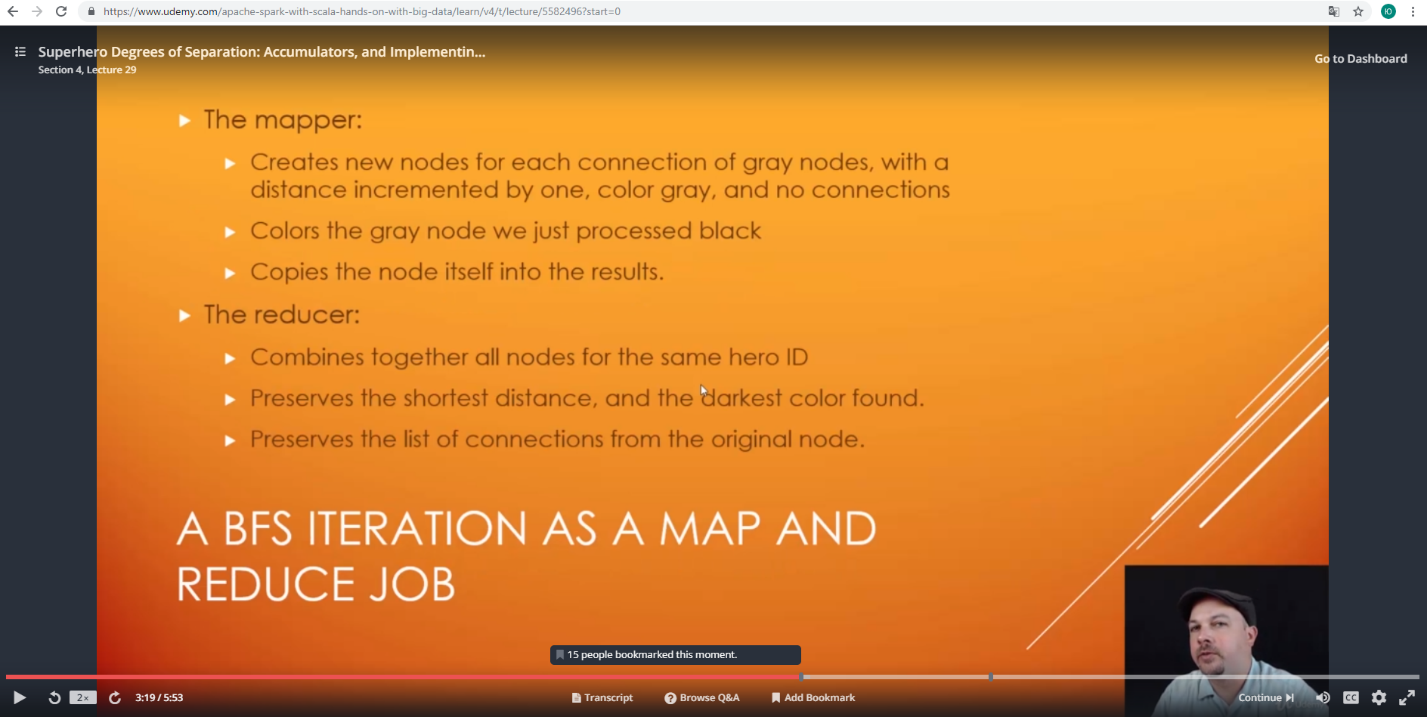 https://www.udemy.com/apache-spark-with-scala-hands-on-with-big-data/learn/v4/t/lecture/5582496?start=0
Ю
Superhero Degrees of Separation: Accumulators, and Implementin...
Section 4, Lecture 29
Go to Dashboard
The mapper:
Creates new nodes for each connection of gray nodes, with a
distance incremented by one, color gray, and no connections
Colors the gray node we just processed black
Copies the node itself into the results.
The reducer:
Combines together all nodes for the same hero ID
Preserves the shortest distance, and the darkest color found.
Preserves the list of connections from the original node.
A BFS ITERATION AS A MAP AND
REDUCE JOB
15 people bookmarked this moment.
2x
3:19 / 5:53
Transcript
Browse Q&A
Add Bookmark
Continue
CC